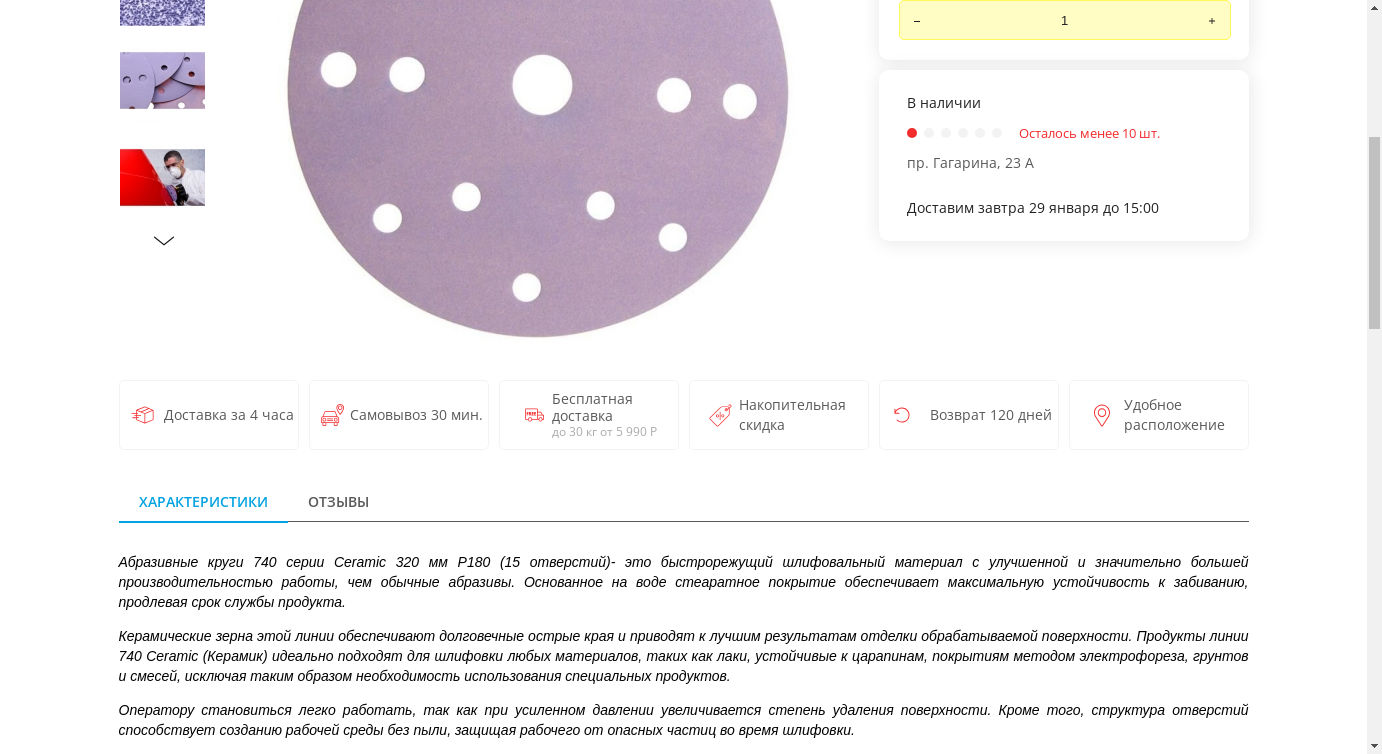 − 1 +
В наличии
Осталось менее 10 шт.
пр. Гагарина, 23 А
Доставим завтра 29 января до 15:00
Доставка за 4 часа
Самовывоз 30 мин.
Бесплатная
доставка
до 30 кг от 5 990 Р
Накопительная
скидка
Возврат 120 дней
Удобное
расположение
ХАРАКТЕРИСТИКИ
ОТЗЫВЫ
Абразивные круги 740 серии Ceramic 320 мм P180 (15 отверстий)- это быстрорежущий шлифовальный материал с улучшенной и значительно большей
производительностью работы, чем обычные абразивы. Основанное на воде стеаратное покрытие обеспечивает максимальную устойчивость к забиванию,
продлевая срок службы продукта.
Керамические зерна этой линии обеспечивают долговечные острые края и приводят к лучшим результатам отделки обрабатываемой поверхности. Продукты линии
740 Ceramic (Керамик) идеально подходят для шлифовки любых материалов, таких как лаки, устойчивые к царапинам, покрытиям методом электрофореза, грунтов
и смесей, исключая таким образом необходимость использования специальных продуктов.
Оператору становиться легко работать, так как при усиленном давлении увеличивается степень удаления поверхности. Кроме того, структура отверстий
способствует созданию рабочей среды без пыли, защищая рабочего от опасных частиц во время шлифовки.